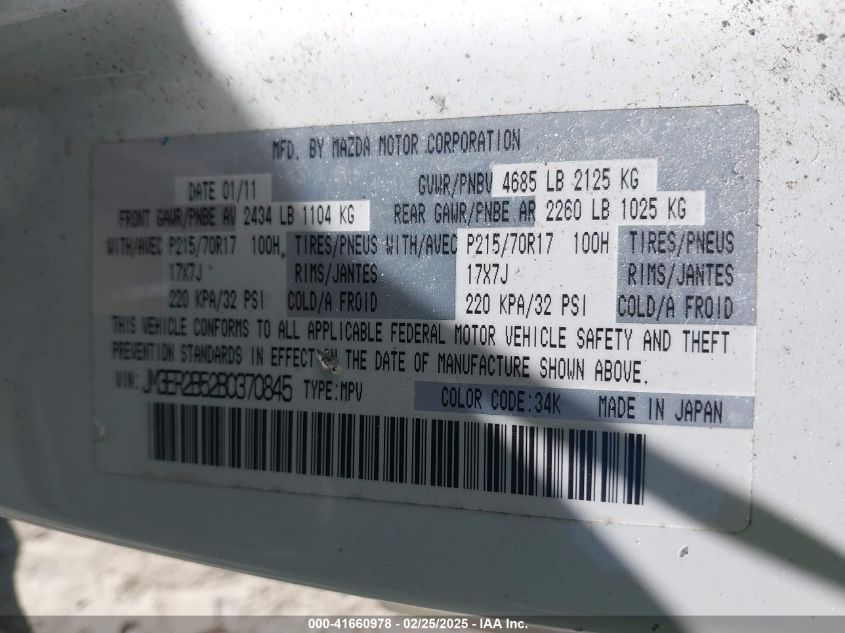 MFD. BY MAZDA MOTOR CORPORATION
DATE 01/11 GVWR/PNBV 4685 LB 2125 KG
FRONT GAWR/PNBE AV 2434 LB 1104 KG REAR GAWR/PNBE AR 2260 LB 1025 KG
WITH/AVEC P215/70R17 100H TIRES/PNEUS WITH/AVEC P215/70R17 100H TIRES/PNEUS
17X7J RIMS/JANTES 17X7J RIMS/JANTES
220 KPA/32 PSI COLD/A FROID 220 KPA/32 PSI COLD/A FROID
THIS VEHICLE CONFORMS TO ALL APPLICABLE FEDERAL MOTOR VEHICLE SAFETY AND THEFT
PREVENTION STANDARDS IN EFFECT ON THE DATE OF MANUFACTURE SHOWN ABOVE.
VIN: JM3ER2B52B0370845 TYPE:MPV COLOR CODE:34K MADE IN JAPAN
000-41660978 - 02/25/2025 - IAA Inc.